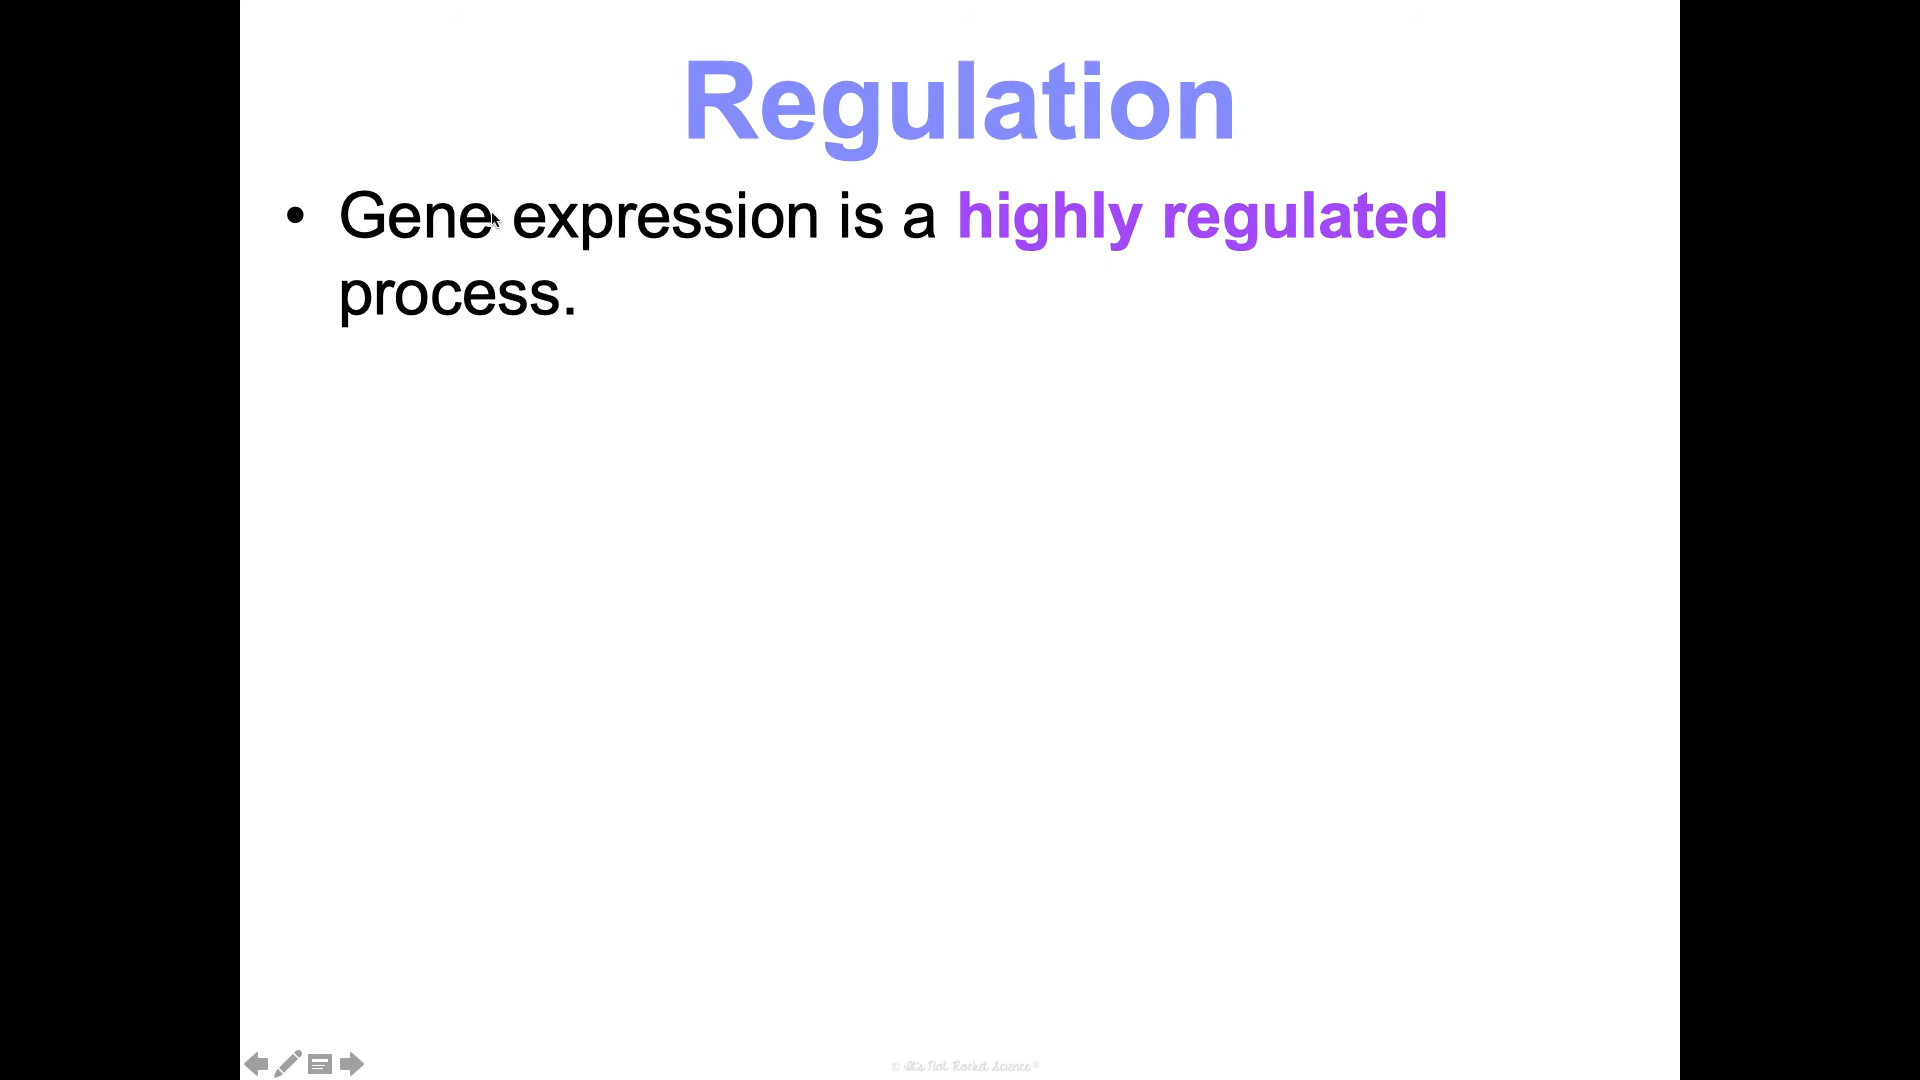 Regulation
• Gene expression is a highly regulated
process.
© It's Not Rocket Science®